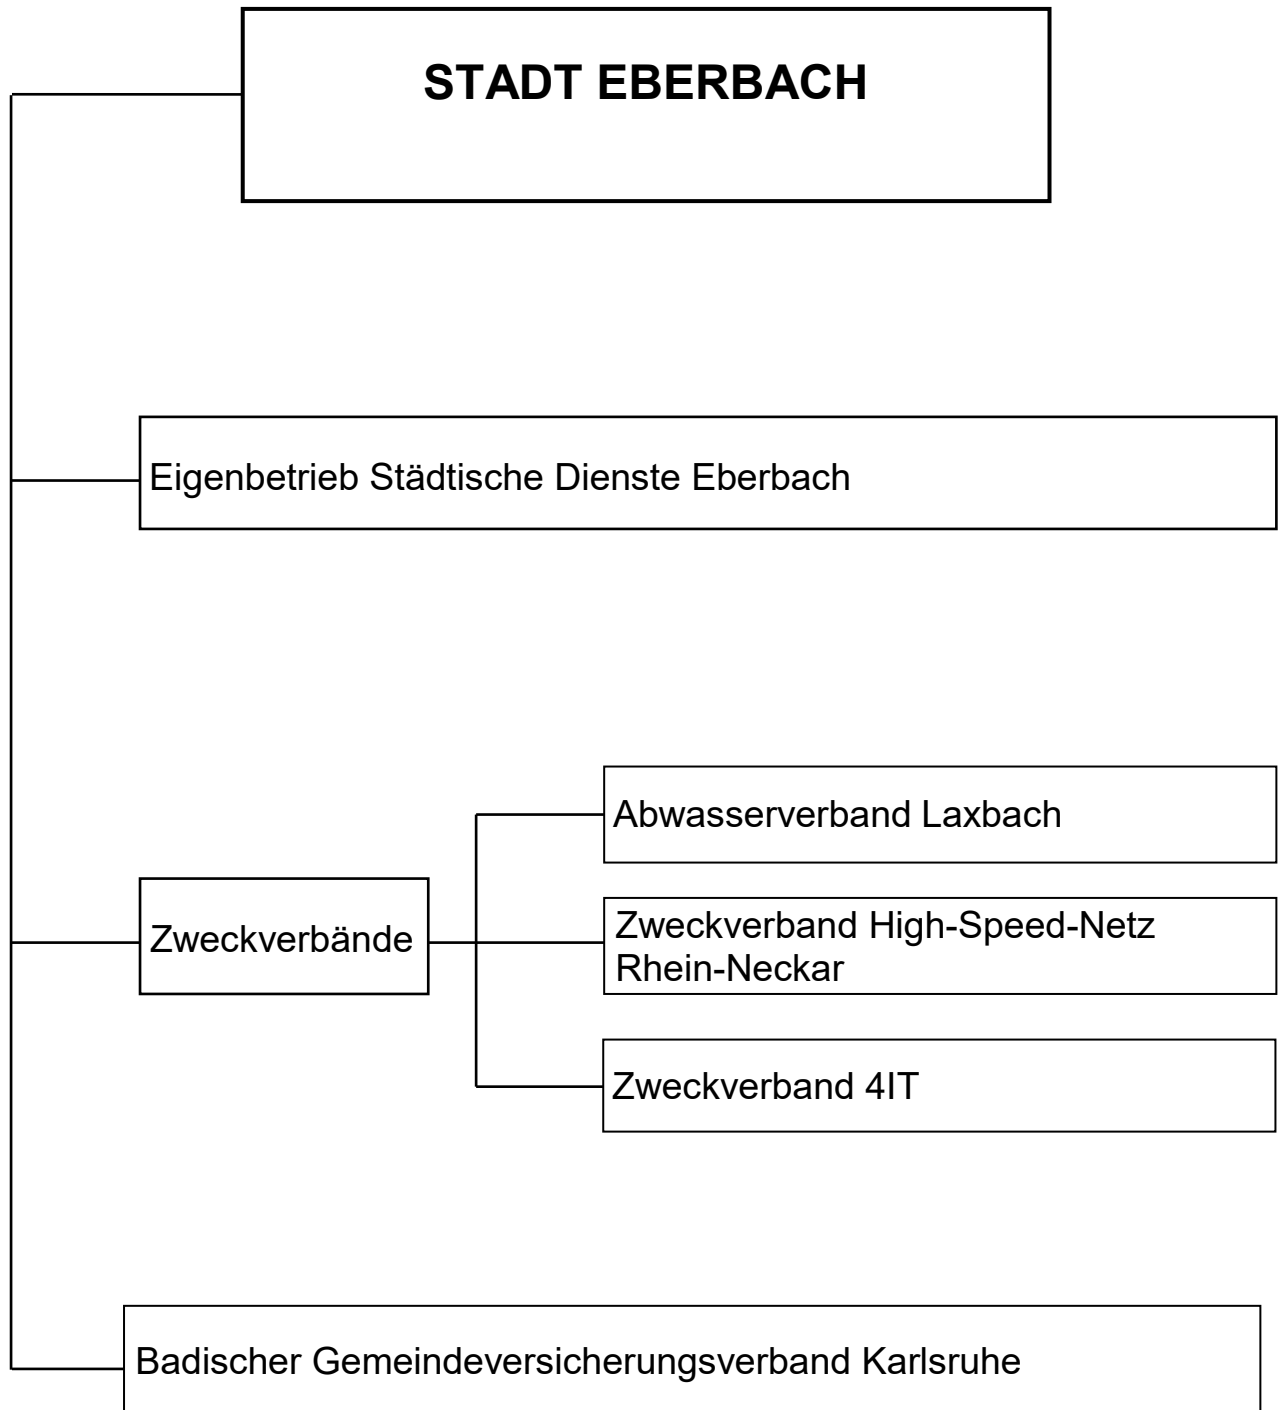 STADT EBERBACH
Eigenbetrieb Städtische Dienste Eberbach
Abwasserverband Laxbach
Zweckverbände
Zweckverband High-Speed-Netz
Rhein-Neckar
Zweckverband 4IT
Badischer Gemeindeversicherungsverband Karlsruhe